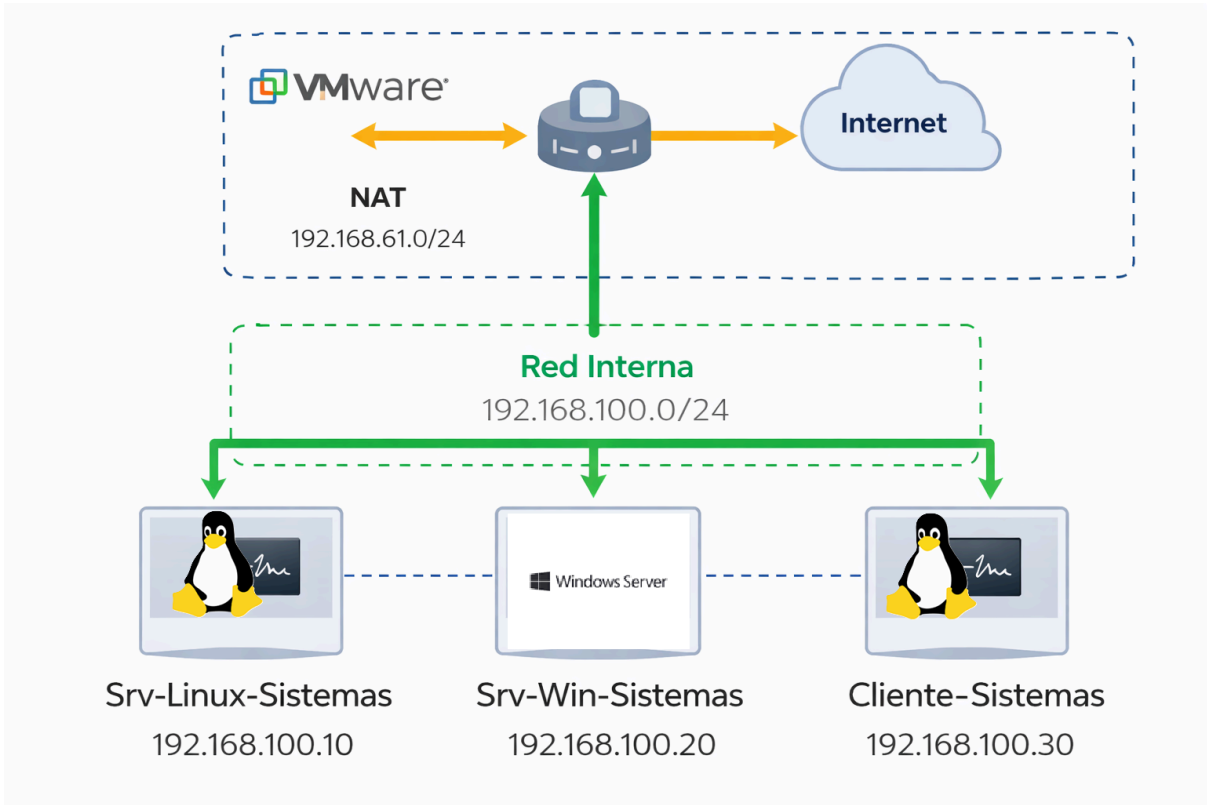 VMware®
Internet
NAT
192.168.61.0/24
Red Interna
192.168.100.0/24
Windows Server
Srv-Linux-Sistemas
Srv-Win-Sistemas
Cliente-Sistemas
192.168.100.10
192.168.100.20
192.168.100.30